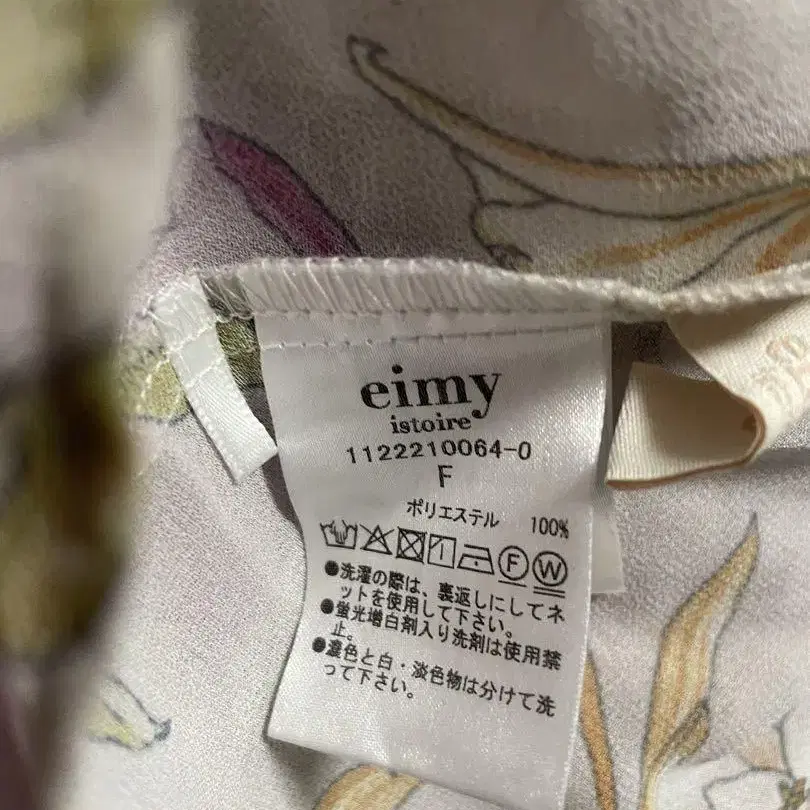 eimy
istoire
1122210064-0
F
ポリエステル 100%
F W
●洗濯の際は、裏返しにしてネ
ットを使用して下さい。
●蛍光増白剤入り洗剤は使用禁
止。
●濃色と白・淡色物は分けて洗
って下さい。